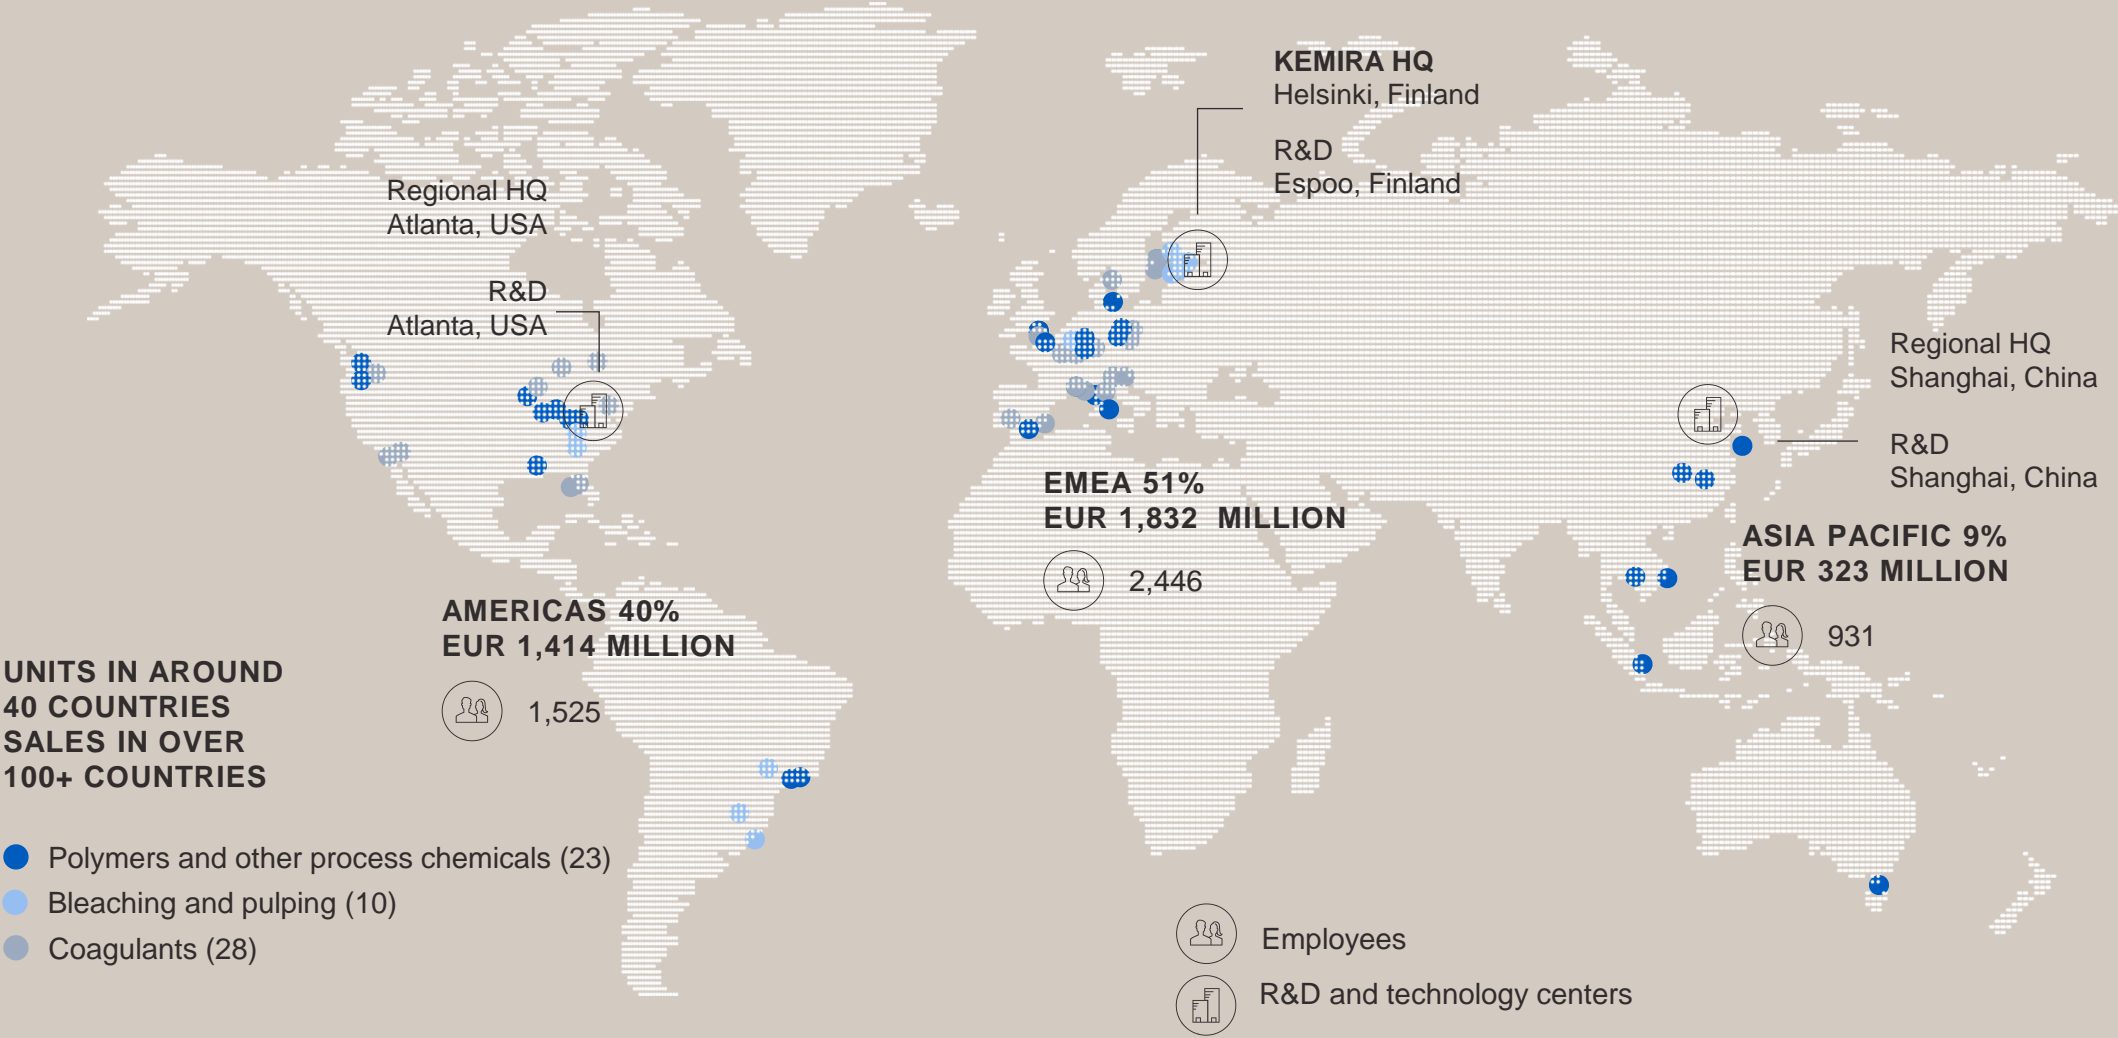 KEMIRA HQ
Helsinki, Finland
R&D
Espoo, Finland
Regional HQ
Atlanta, USA
R&D
Atlanta, USA
Regional HQ
Shanghai, China
R&D
Shanghai, China
EMEA 51%
EUR 1,832 MILLION
2,446
ASIA PACIFIC 9%
EUR 323 MILLION
931
AMERICAS 40%
EUR 1,414 MILLION
1,525
UNITS IN AROUND
40 COUNTRIES
SALES IN OVER
100+ COUNTRIES
Polymers and other process chemicals (23)
Bleaching and pulping (10)
Coagulants (28)
Employees
R&D and technology centers